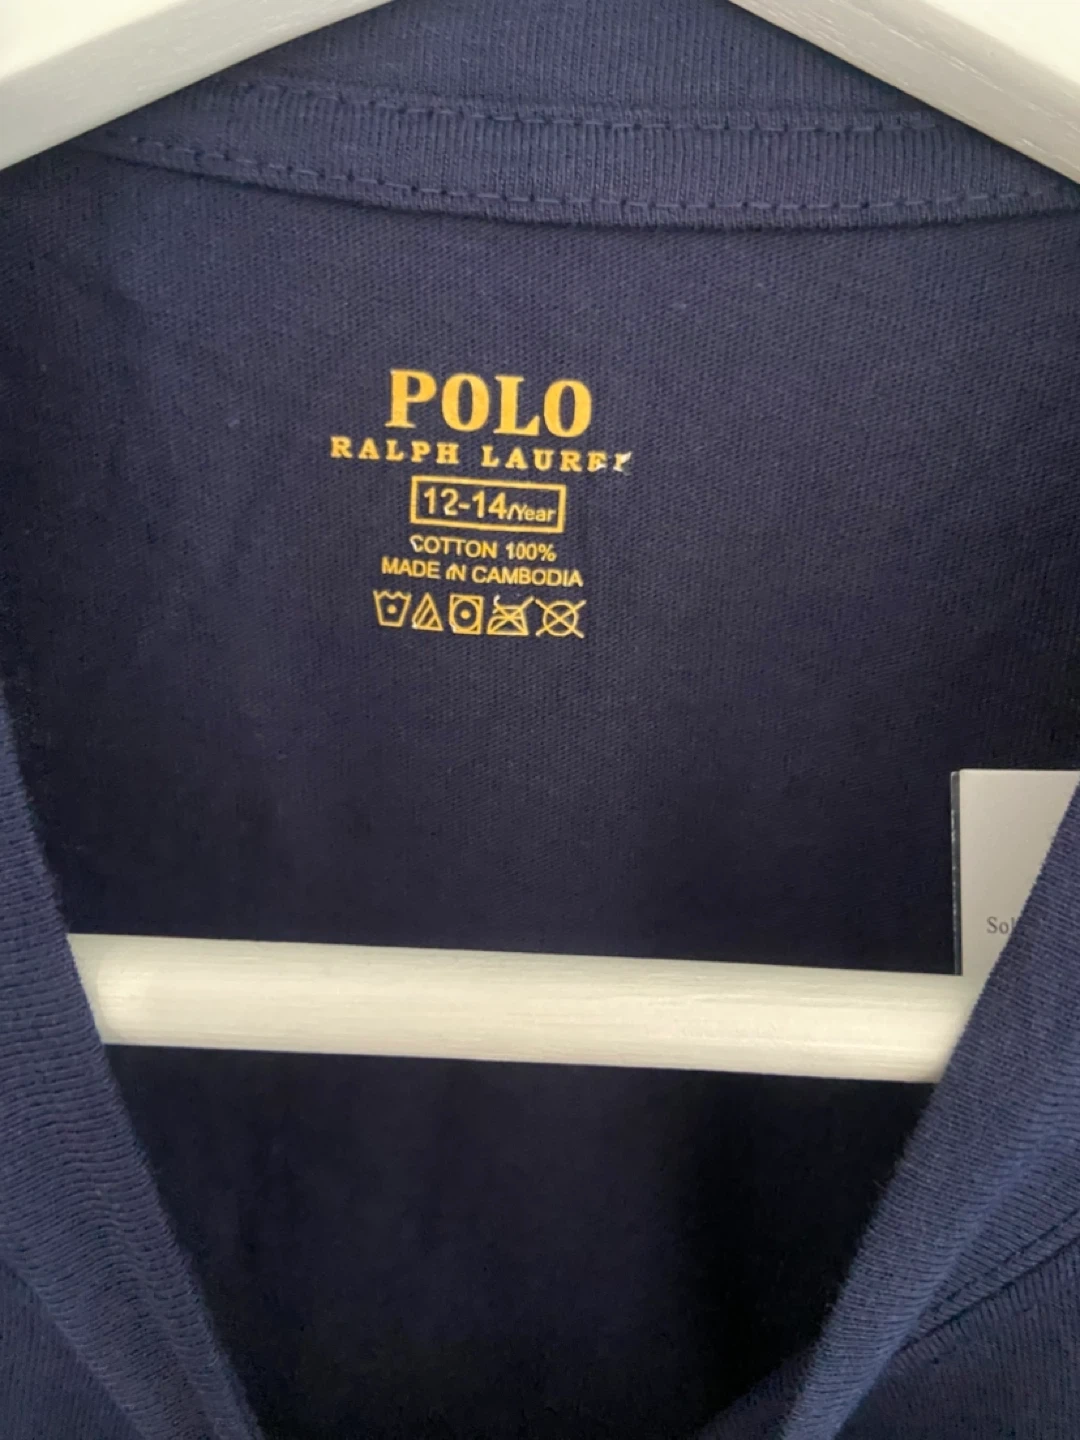 POLO
RALPH LAUREN
12-14/Year
COTTON 100%
MADE IN CAMBODIA